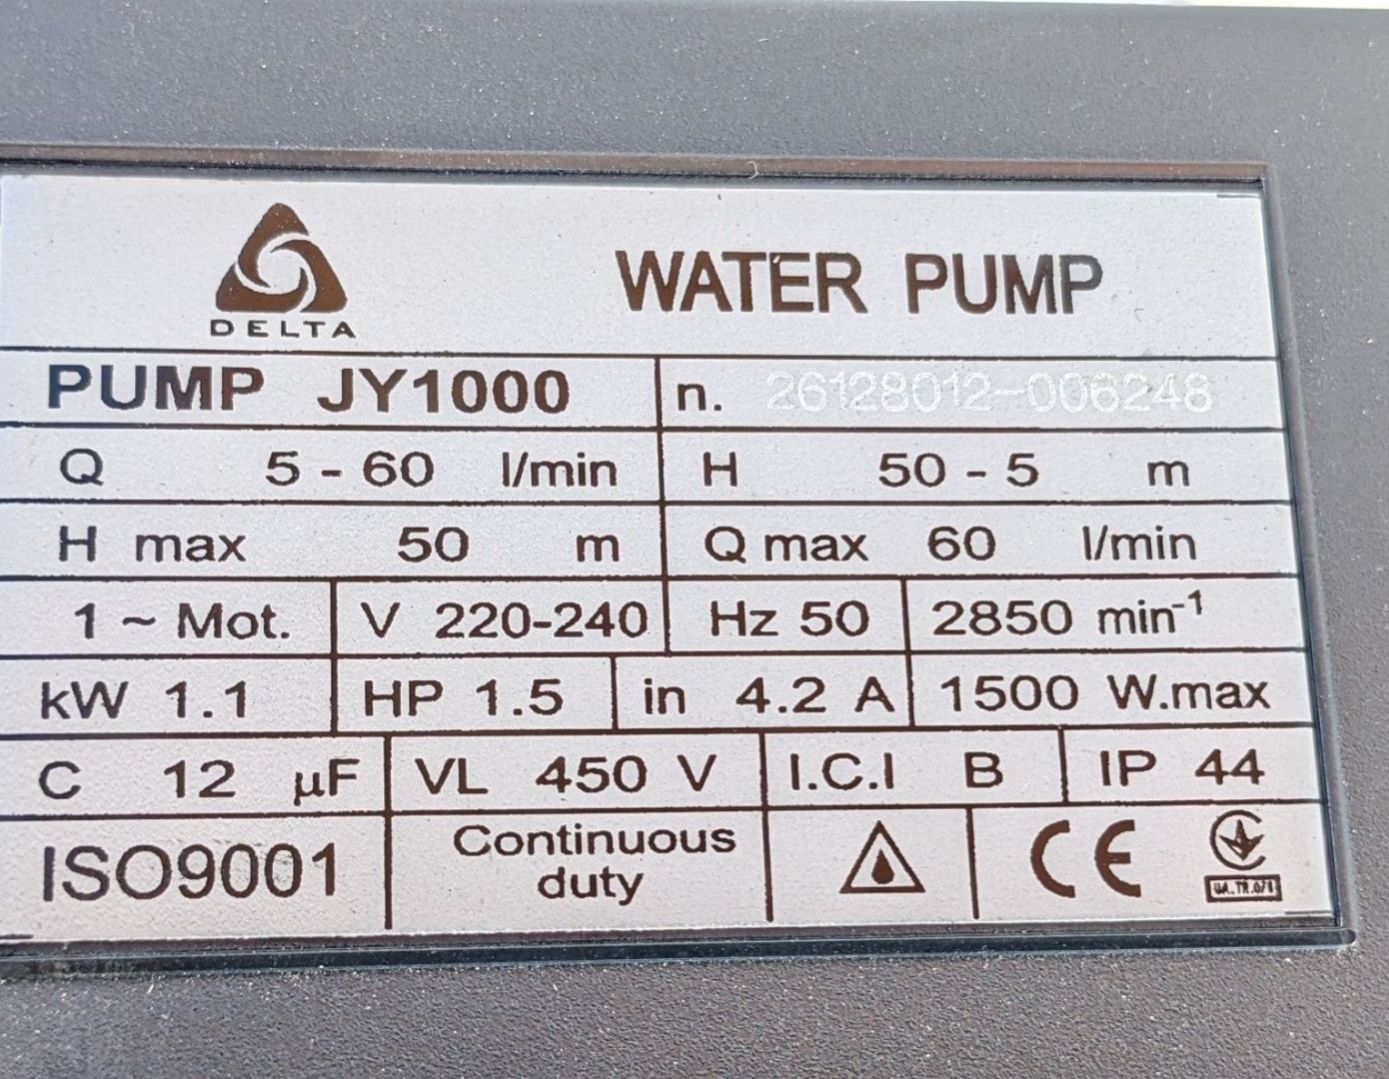 DELTA
WATER PUMP
PUMP JY1000 n. 26128012-006248
Q 5 - 60 l/min H 50 - 5 m
H max 50 m Q max 60 l/min
1 ~ Mot. V 220-240 Hz 50 2850 min⁻¹
kW 1.1 HP 1.5 in 4.2 A 1500 W.max
C 12 µF VL 450 V I.C.I B IP 44
ISO9001 Continuous duty CE